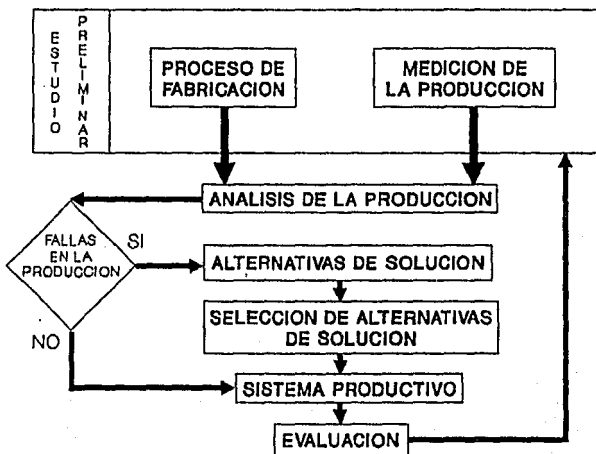 ESTUDIO
PRELIMINAR
PROCESO DE
FABRICACION
MEDICION DE
LA PRODUCCION
ANALISIS DE LA PRODUCCION
FALLAS
EN LA
PRODUCCION
SI
ALTERNATIVAS DE SOLUCION
SELECCION DE ALTERNATIVAS
DE SOLUCION
NO
SISTEMA PRODUCTIVO
EVALUACION